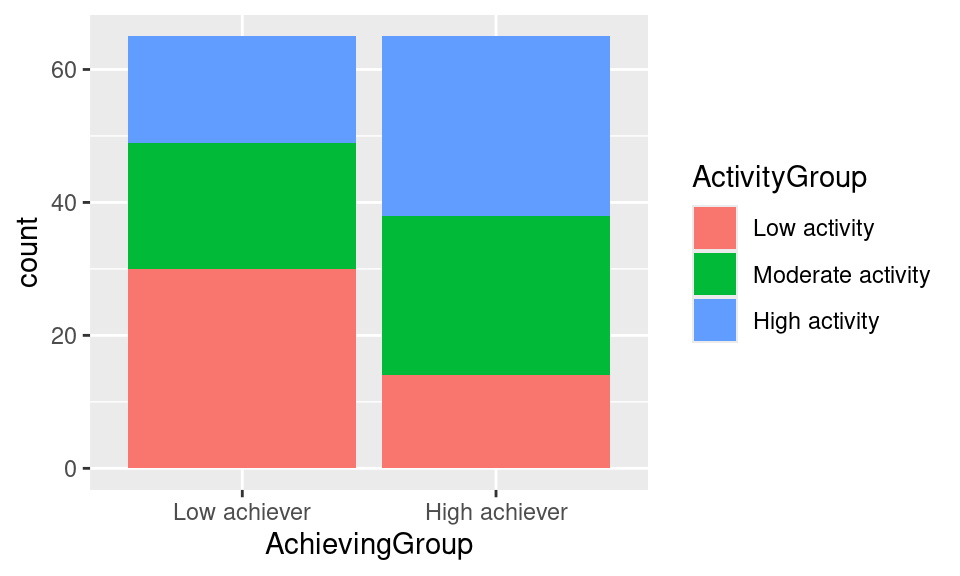 60
40
20
0
count
Low achiever
High achiever
AchievingGroup
ActivityGroup
Low activity
Moderate activity
High activity